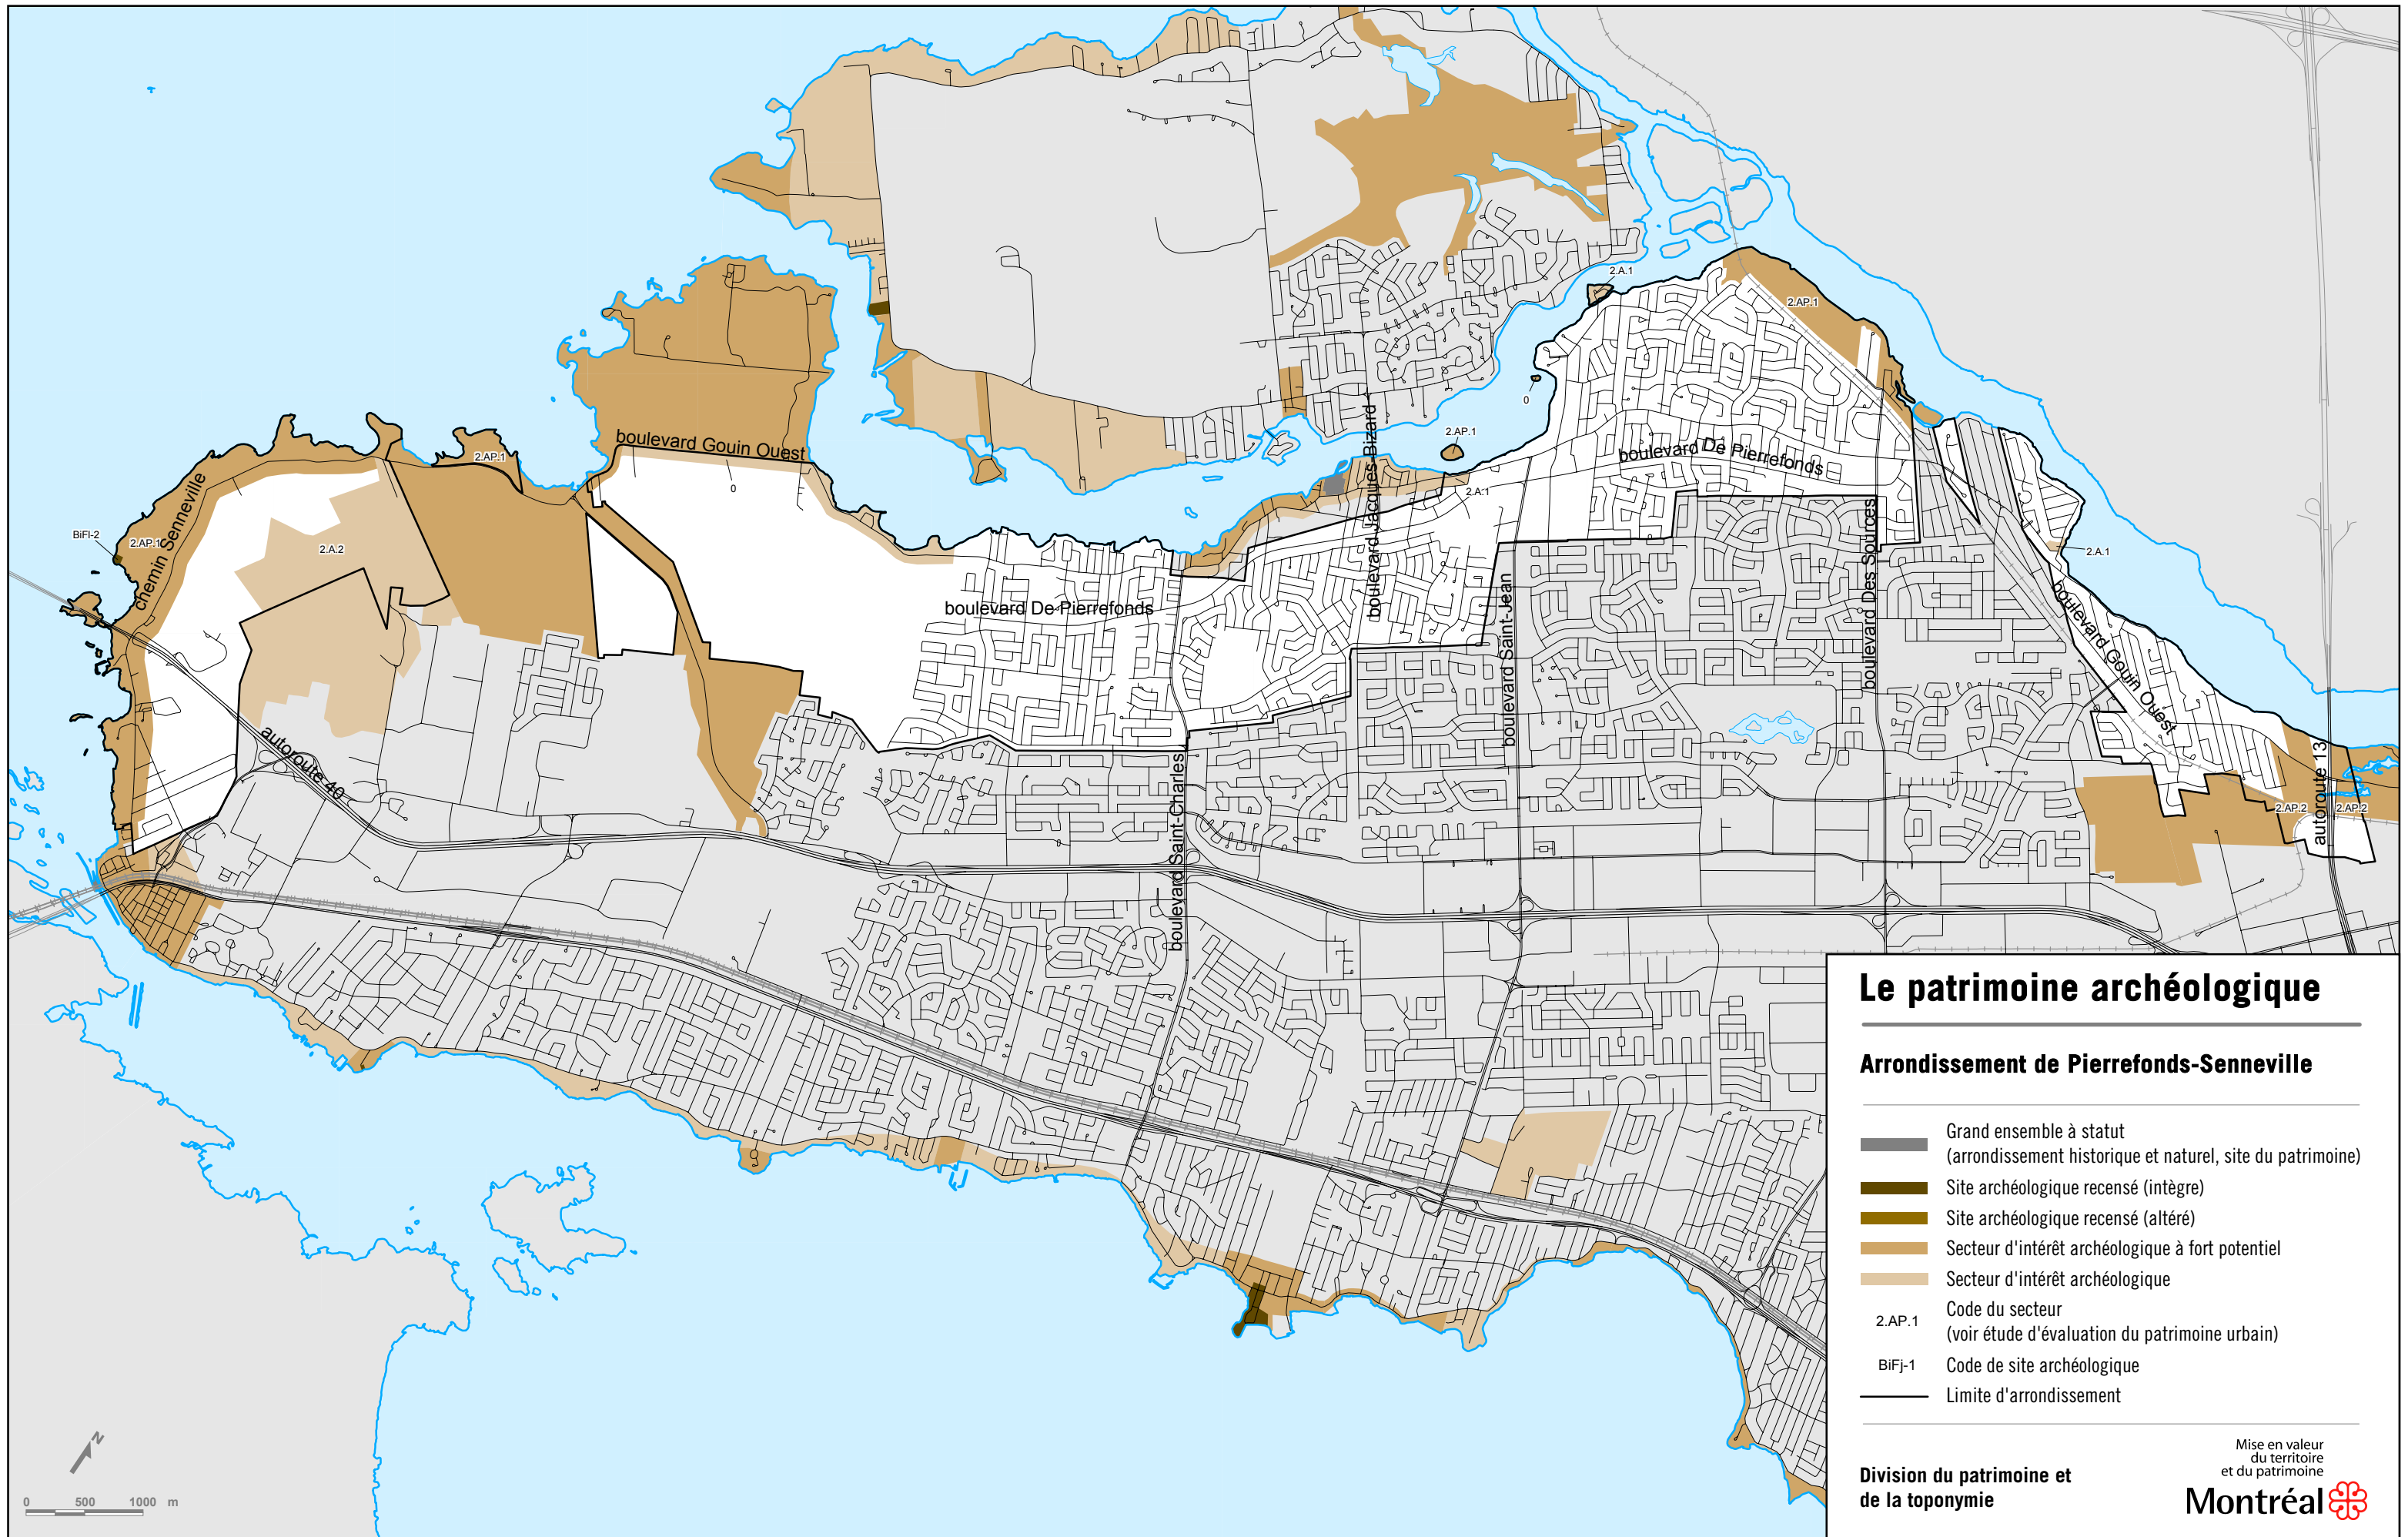 2.A.1
2.AP.1
0
2.AP.1
boulevard Gouin Ouest
boulevard Jacques-Bizard
boulevard De Pierrefonds
2.AP.1
0
2.A.1
chemin Senneville
BiFl-2
2.AP.1
2.A.2
2.A.1
boulevard De Pierrefonds
boulevard Saint-Jean
boulevard Des Sources
boulevard Gouin Ouest
autoroute 40
boulevard Saint-Charles
autoroute 13
2.AP.2
2.AP.2
Le patrimoine archéologique
Arrondissement de Pierrefonds-Senneville
Grand ensemble à statut
(arrondissement historique et naturel, site du patrimoine)
Site archéologique recensé (intègre)
Site archéologique recensé (altéré)
Secteur d'intérêt archéologique à fort potentiel
Secteur d'intérêt archéologique
2.AP.1 Code du secteur
(voir étude d'évaluation du patrimoine urbain)
BiFj-1 Code de site archéologique
Limite d'arrondissement
N
0 500 1000 m
Division du patrimoine et
de la toponymie
Mise en valeur
du territoire
et du patrimoine
Montréal